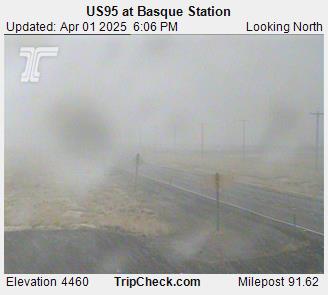 US95 at Basque Station
Updated: Apr 01 2025 6:06 PM Looking North
Elevation 4460 TripCheck.com Milepost 91.62